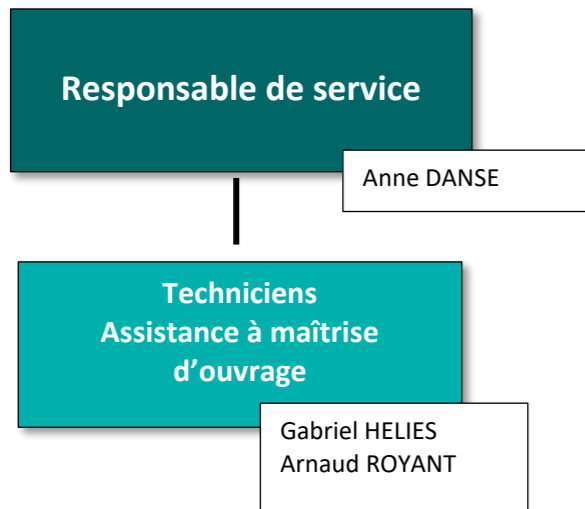 Responsable de service
Anne DANSE
Techniciens
Assistance à maîtrise
d’ouvrage
Gabriel HELIES
Arnaud ROYANT